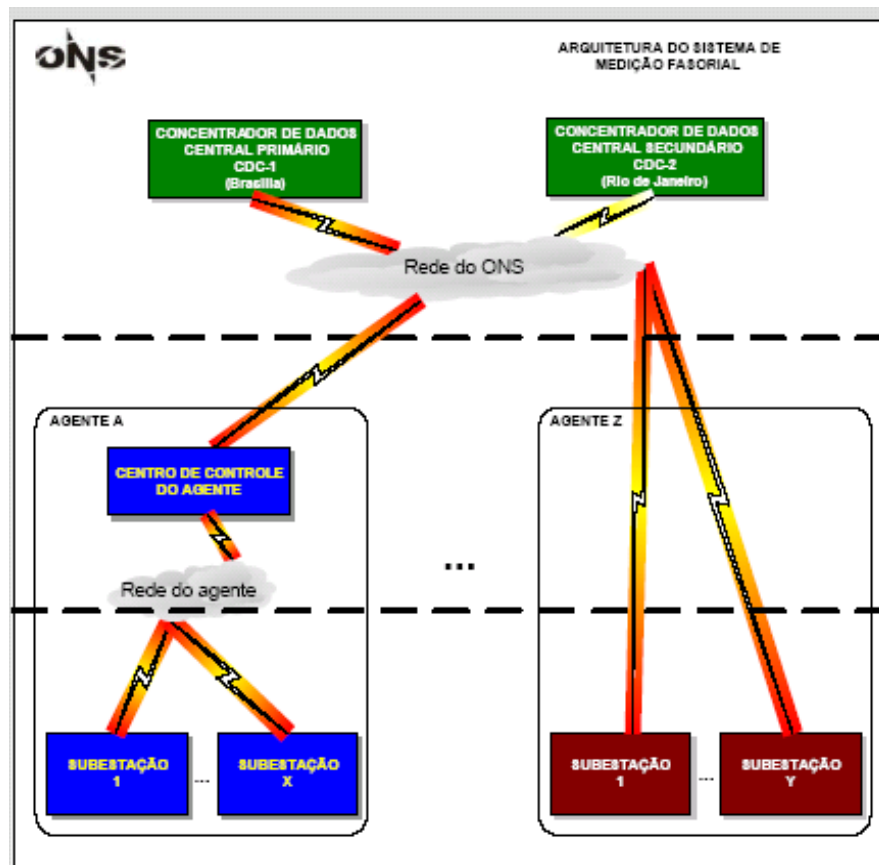 ONS
ARQUITETURA DO SISTEMA DE
MEDIÇÃO FASORIAL
CONCENTRADOR DE DADOS
CENTRAL PRIMÁRIO
CDC-1
(Brasília)
CONCENTRADOR DE DADOS
CENTRAL SECUNDÁRIO
CDC-2
(Rio de Janeiro)
Rede do ONS
AGENTE A
CENTRO DE CONTROLE
DO AGENTE
Rede do agente
SUBESTAÇÃO
1
...
SUBESTAÇÃO
X
...
AGENTE Z
SUBESTAÇÃO
1
...
SUBESTAÇÃO
Y